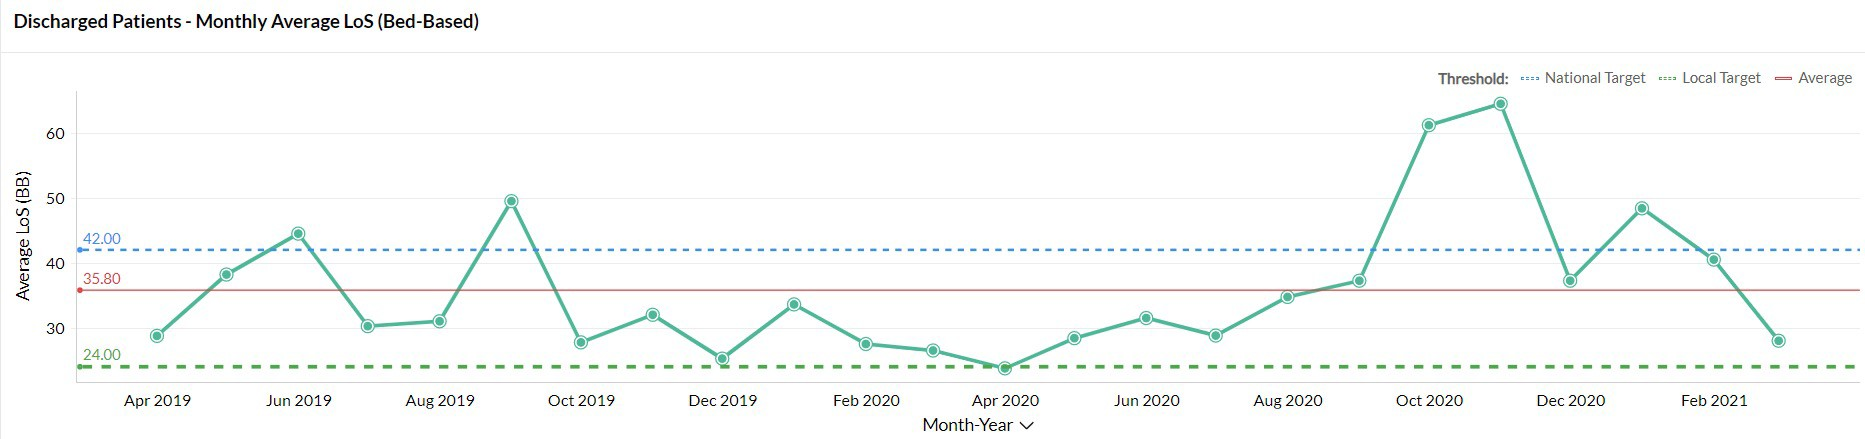 Discharged Patients - Monthly Average LoS (Bed-Based)
Threshold: National Target Local Target Average
Average LoS (BB)
60
50
42.00
40
35.80
30
24.00
Apr 2019 Jun 2019 Aug 2019 Oct 2019 Dec 2019 Feb 2020 Apr 2020 Jun 2020 Aug 2020 Oct 2020 Dec 2020 Feb 2021
Month-Year